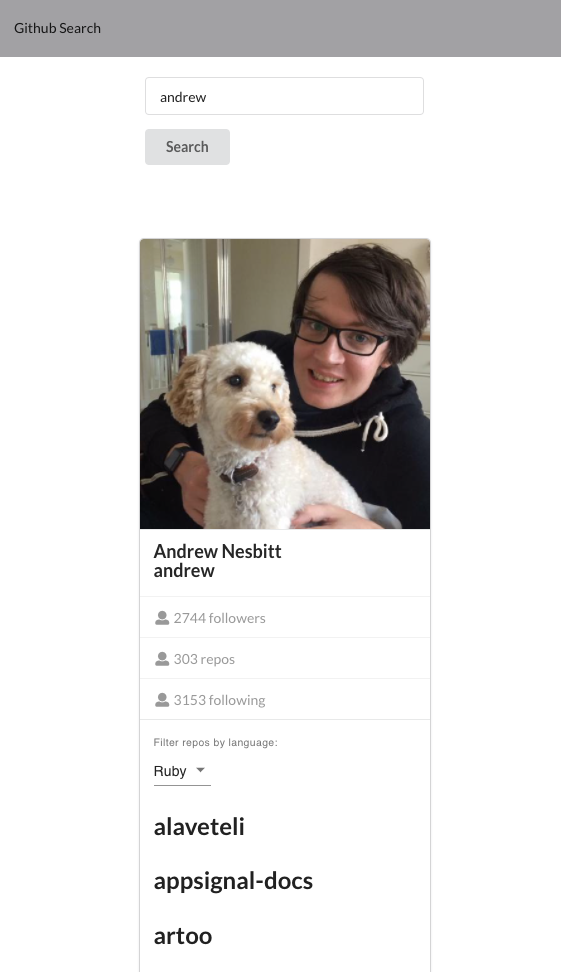 Github Search
andrew
Search
Andrew Nesbitt
andrew
2744 followers
303 repos
3153 following
Filter repos by language:
Ruby
alaveteli
appsignal-docs
artoo